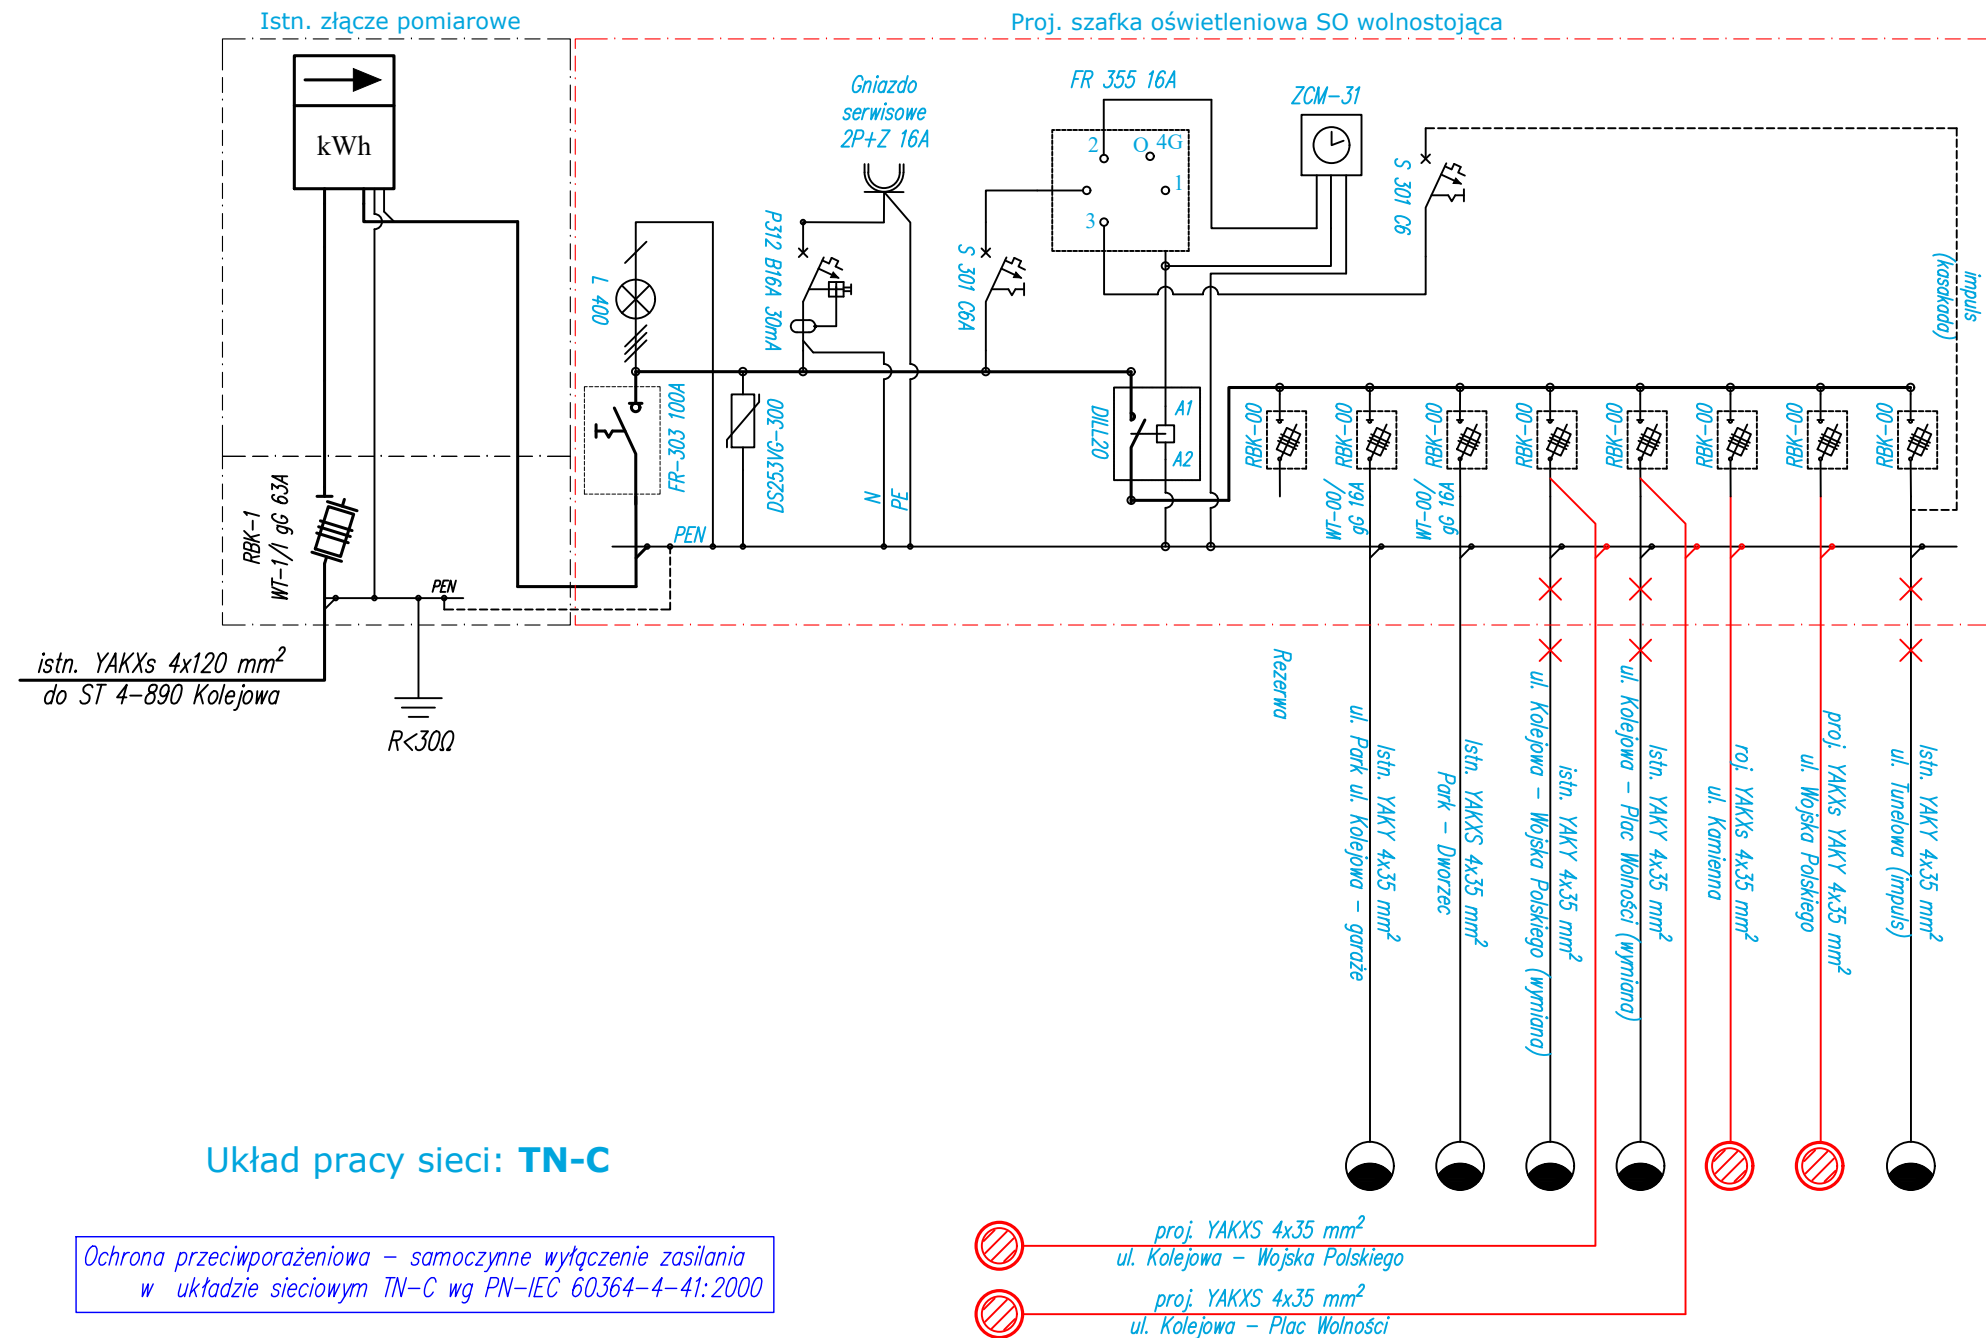 Istn. złącze pomiarowe
Proj. szafka oświetleniowa SO wolnostojąca
kWh
RBK-1
WT-1/I gG 63A
PEN
istn. YAKXs 4x120 mm²
do ST 4-890 Kolejowa
R<30Ω
L 400
FR-303 100A
PEN
DS253VG-300
P312 B16A 30mA
Gniazdo
serwisowe
2P+Z 16A
N
PE
S 301 C6A
FR 355 16A
2
O
4G
1
3
ZCM-31
S 301 C6
impuls
(kaskada)
DILL20
A1
A2
RBK-00
RBK-00
WT-00/
gG 16A
RBK-00
WT-00/
gG 16A
RBK-00
RBK-00
RBK-00
RBK-00
RBK-00
Rezerwa
Istn. YAKY 4x35 mm²
ul. Park ul. Kolejowa - garaże
Istn. YAKXS 4x35 mm²
Park - Dworzec
istn. YAKY 4x35 mm²
ul. Kolejowa - Wojska Polskiego (wymiana)
Istn. YAKY 4x35 mm²
ul. Kolejowa - Plac Wolności (wymiana)
roj. YAKXs 4x35 mm²
ul. Kamienna
proj. YAKXs YAKY 4x35 mm²
ul. Wojska Polskiego
Istn. YAKY 4x35 mm²
ul. Tunelowa (impuls)
Układ pracy sieci: TN-C
Ochrona przeciwporażeniowa - samoczynne wyłączenie zasilania
w układzie sieciowym TN-C wg PN-IEC 60364-4-41:2000
proj. YAKXS 4x35 mm²
ul. Kolejowa - Wojska Polskiego
proj. YAKXS 4x35 mm²
ul. Kolejowa - Plac Wolności